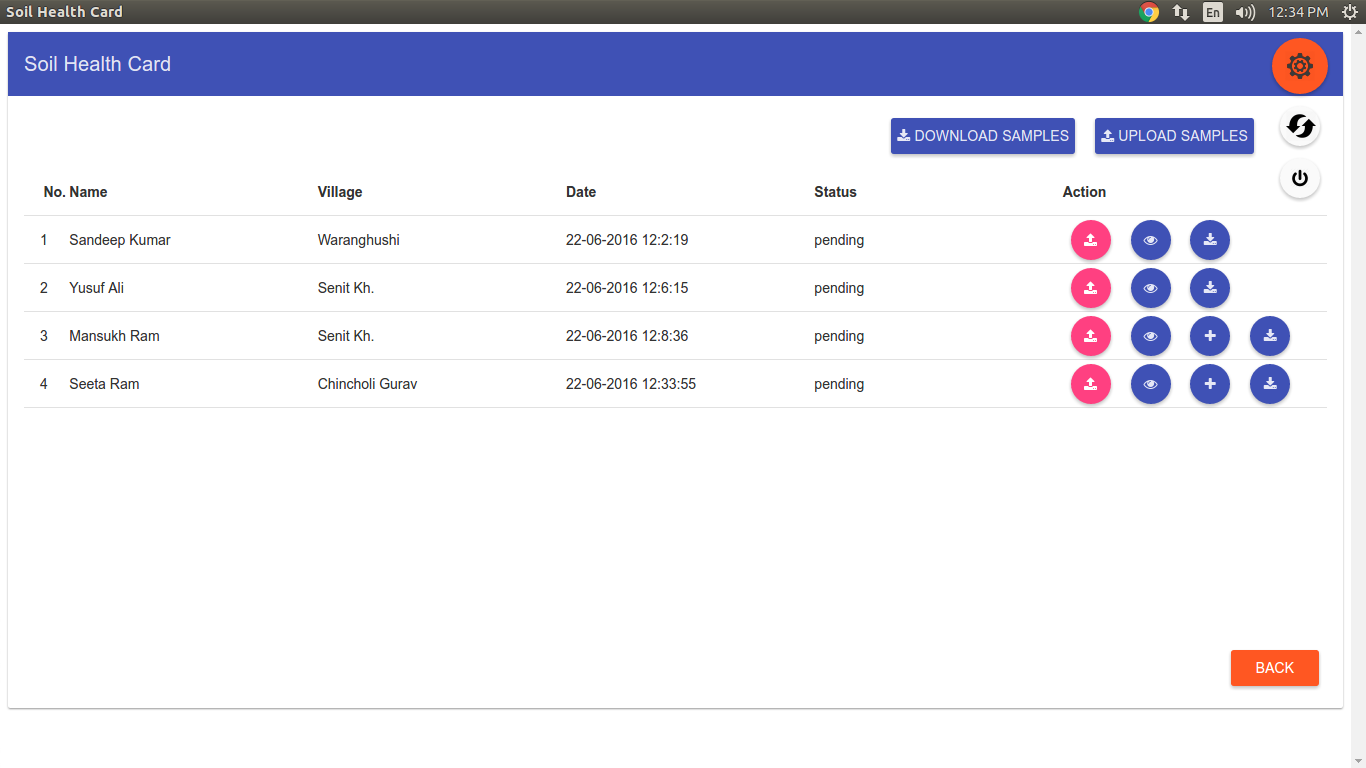 Soil Health Card
En
12:34 PM
Soil Health Card
DOWNLOAD SAMPLES UPLOAD SAMPLES
No. Name Village Date Status Action
1 Sandeep Kumar Waranghushi 22-06-2016 12:2:19 pending
2 Yusuf Ali Senit Kh. 22-06-2016 12:6:15 pending
3 Mansukh Ram Senit Kh. 22-06-2016 12:8:36 pending
4 Seeta Ram Chincholi Gurav 22-06-2016 12:33:55 pending
BACK